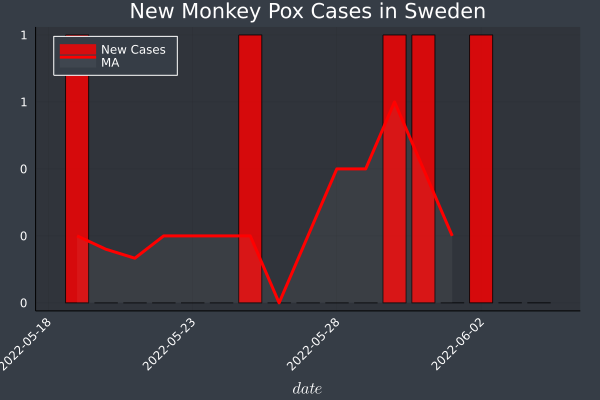 New Monkey Pox Cases in Sweden
New Cases
MA
1
1
0
0
0
2022-05-18
2022-05-23
2022-05-28
2022-06-02
date